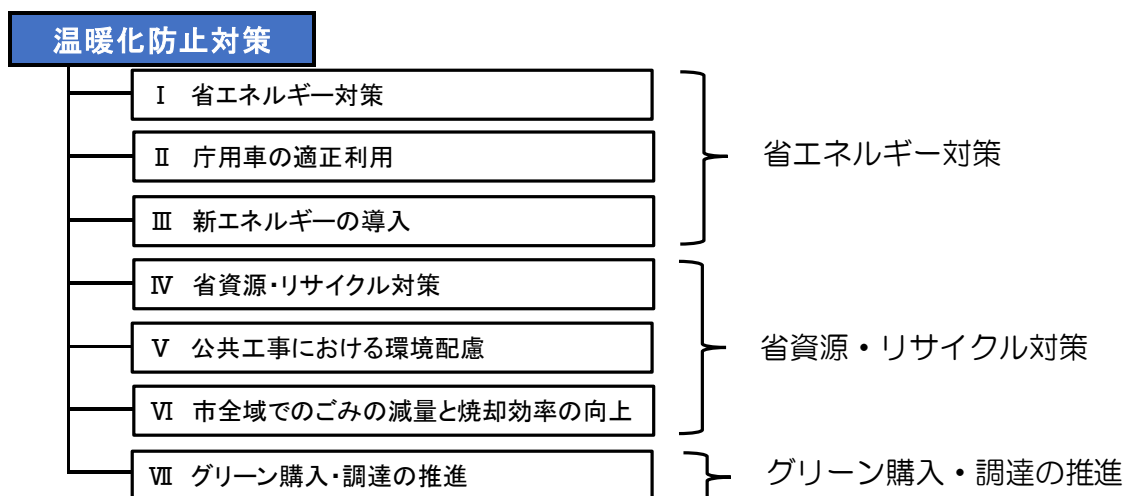 温暖化防止対策
Ⅰ 省エネルギー対策
Ⅱ 庁用車の適正利用
Ⅲ 新エネルギーの導入
省エネルギー対策
Ⅳ 省資源・リサイクル対策
Ⅴ 公共工事における環境配慮
Ⅵ 市全域でのごみの減量と焼却効率の向上
省資源・リサイクル対策
Ⅶ グリーン購入・調達の推進
グリーン購入・調達の推進